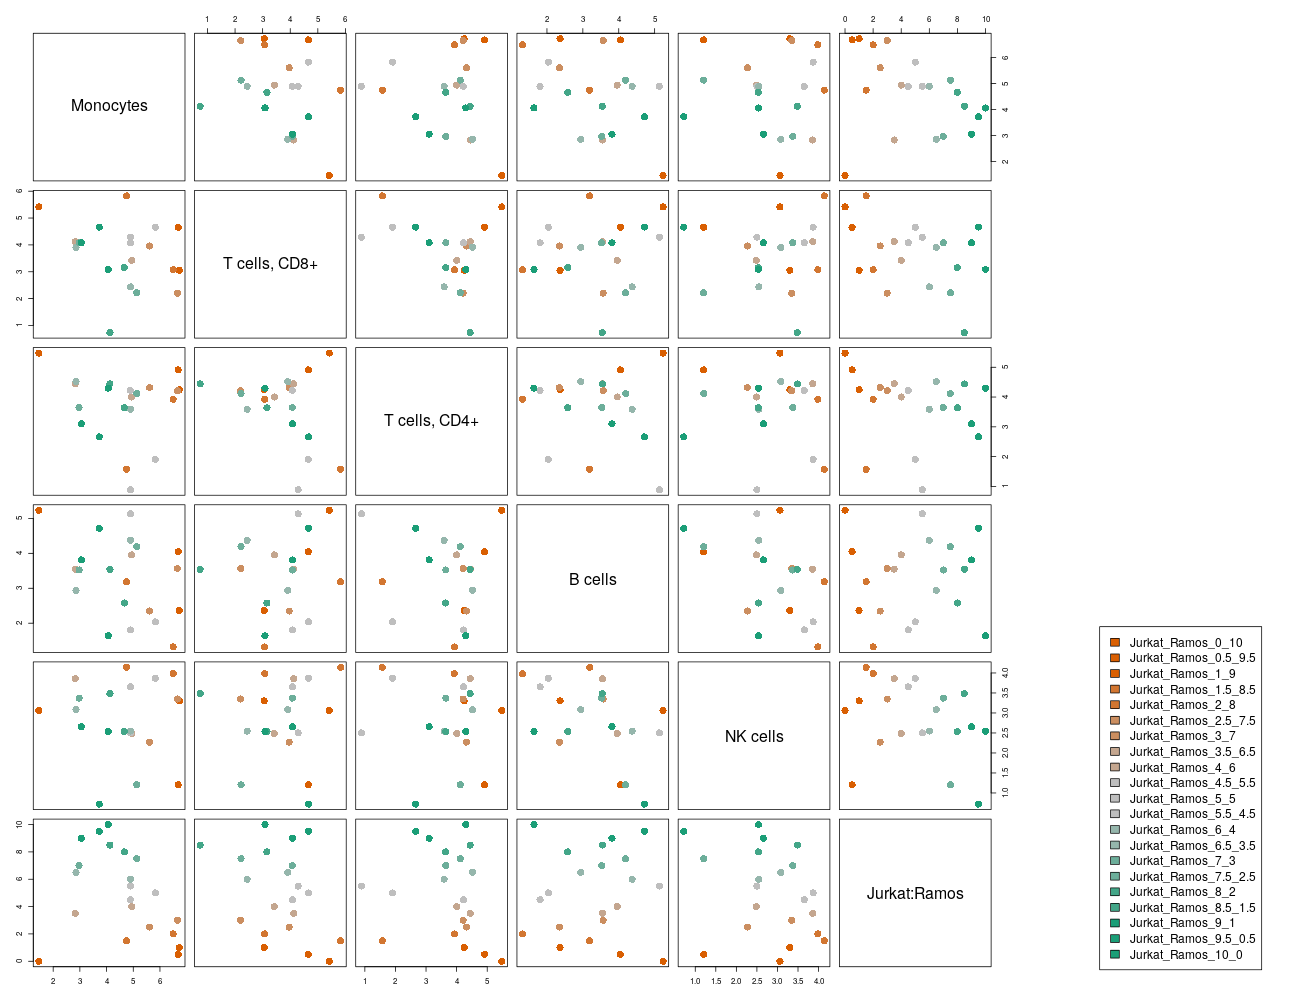 1 2 3 4 5 6
2 3 4 5
0 2 4 6 8 10
Monocytes
2 3 4 5 6
1 2 3 4 5 6
T cells, CD8+
T cells, CD4+
1 2 3 4 5
2 3 4 5
B cells
NK cells
1.0 1.5 2.0 2.5 3.0 3.5 4.0
0 2 4 6 8 10
Jurkat:Ramos
2 3 4 5 6
1 2 3 4 5
1.0 1.5 2.0 2.5 3.0 3.5 4.0
Jurkat_Ramos_0_10
Jurkat_Ramos_0.5_9.5
Jurkat_Ramos_1_9
Jurkat_Ramos_1.5_8.5
Jurkat_Ramos_2_8
Jurkat_Ramos_2.5_7.5
Jurkat_Ramos_3_7
Jurkat_Ramos_3.5_6.5
Jurkat_Ramos_4_6
Jurkat_Ramos_4.5_5.5
Jurkat_Ramos_5_5
Jurkat_Ramos_5.5_4.5
Jurkat_Ramos_6_4
Jurkat_Ramos_6.5_3.5
Jurkat_Ramos_7_3
Jurkat_Ramos_7.5_2.5
Jurkat_Ramos_8_2
Jurkat_Ramos_8.5_1.5
Jurkat_Ramos_9_1
Jurkat_Ramos_9.5_0.5
Jurkat_Ramos_10_0